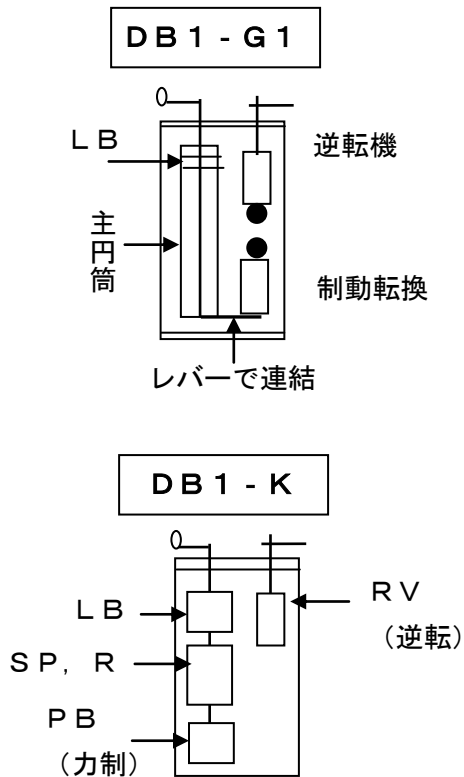 ＤＢ１‐Ｇ１
ＬＢ
逆転機
主円筒
制動転換
レバーで連結
ＤＢ１‐Ｋ
ＬＢ
ＲＶ
（逆転）
ＳＰ，Ｒ
ＰＢ
（力制）